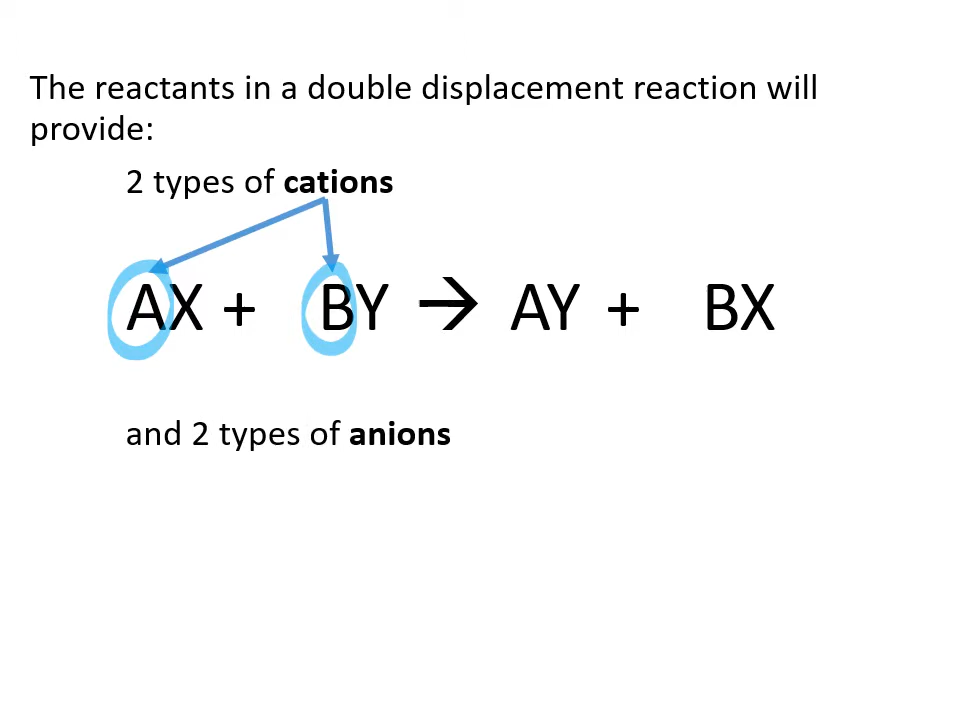 The reactants in a double displacement reaction will
provide:
2 types of cations
AX + BY → AY + BX
and 2 types of anions